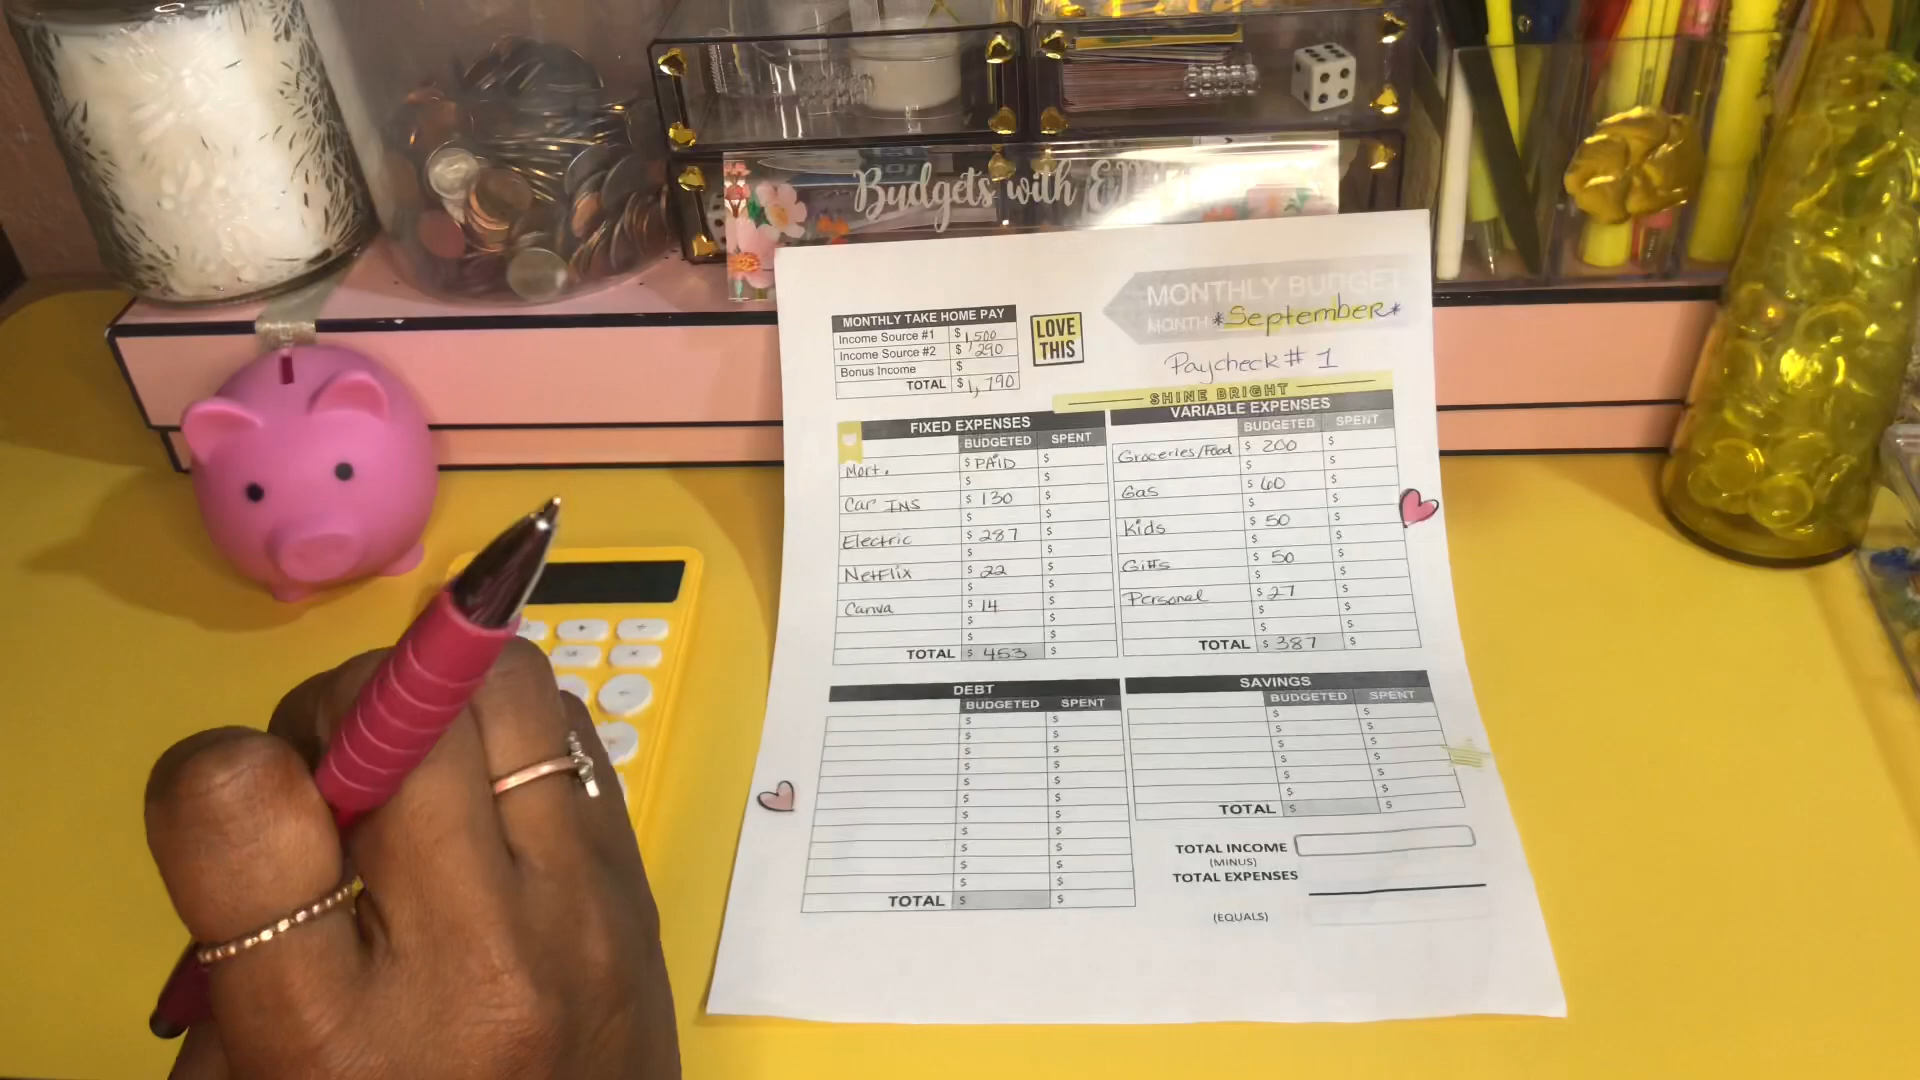 Budgets with
MONTHLY BUDGET
MONTH *September*
Paycheck # 1
MONTHLY TAKE HOME PAY
Income Source #1 $ 1,500
Income Source #2 $ 290
Bonus Income $
TOTAL $ 1,790
LOVE
THIS
SHINE BRIGHT
FIXED EXPENSES
BUDGETED SPENT
Mort. $ PAID $
$ $
Car INS $ 130 $
$ $
Electric $ 287 $
$ $
Netflix $ 22 $
$ $
Canva $ 14 $
$ $
$ $
TOTAL $ 453 $
VARIABLE EXPENSES
BUDGETED SPENT
Groceries/Food $ 200 $
$ $
Gas $ 60 $
$ $
Kids $ 50 $
$ $
Gifts $ 50 $
$ $
Personal $ 27 $
$ $
$ $
TOTAL $ 387 $
DEBT
BUDGETED SPENT
$ $
$ $
$ $
$ $
$ $
$ $
$ $
$ $
$ $
$ $
$ $
TOTAL $ $
SAVINGS
BUDGETED SPENT
$ $
$ $
$ $
$ $
$ $
$ $
TOTAL $ $
TOTAL INCOME
(MINUS)
TOTAL EXPENSES
(EQUALS)